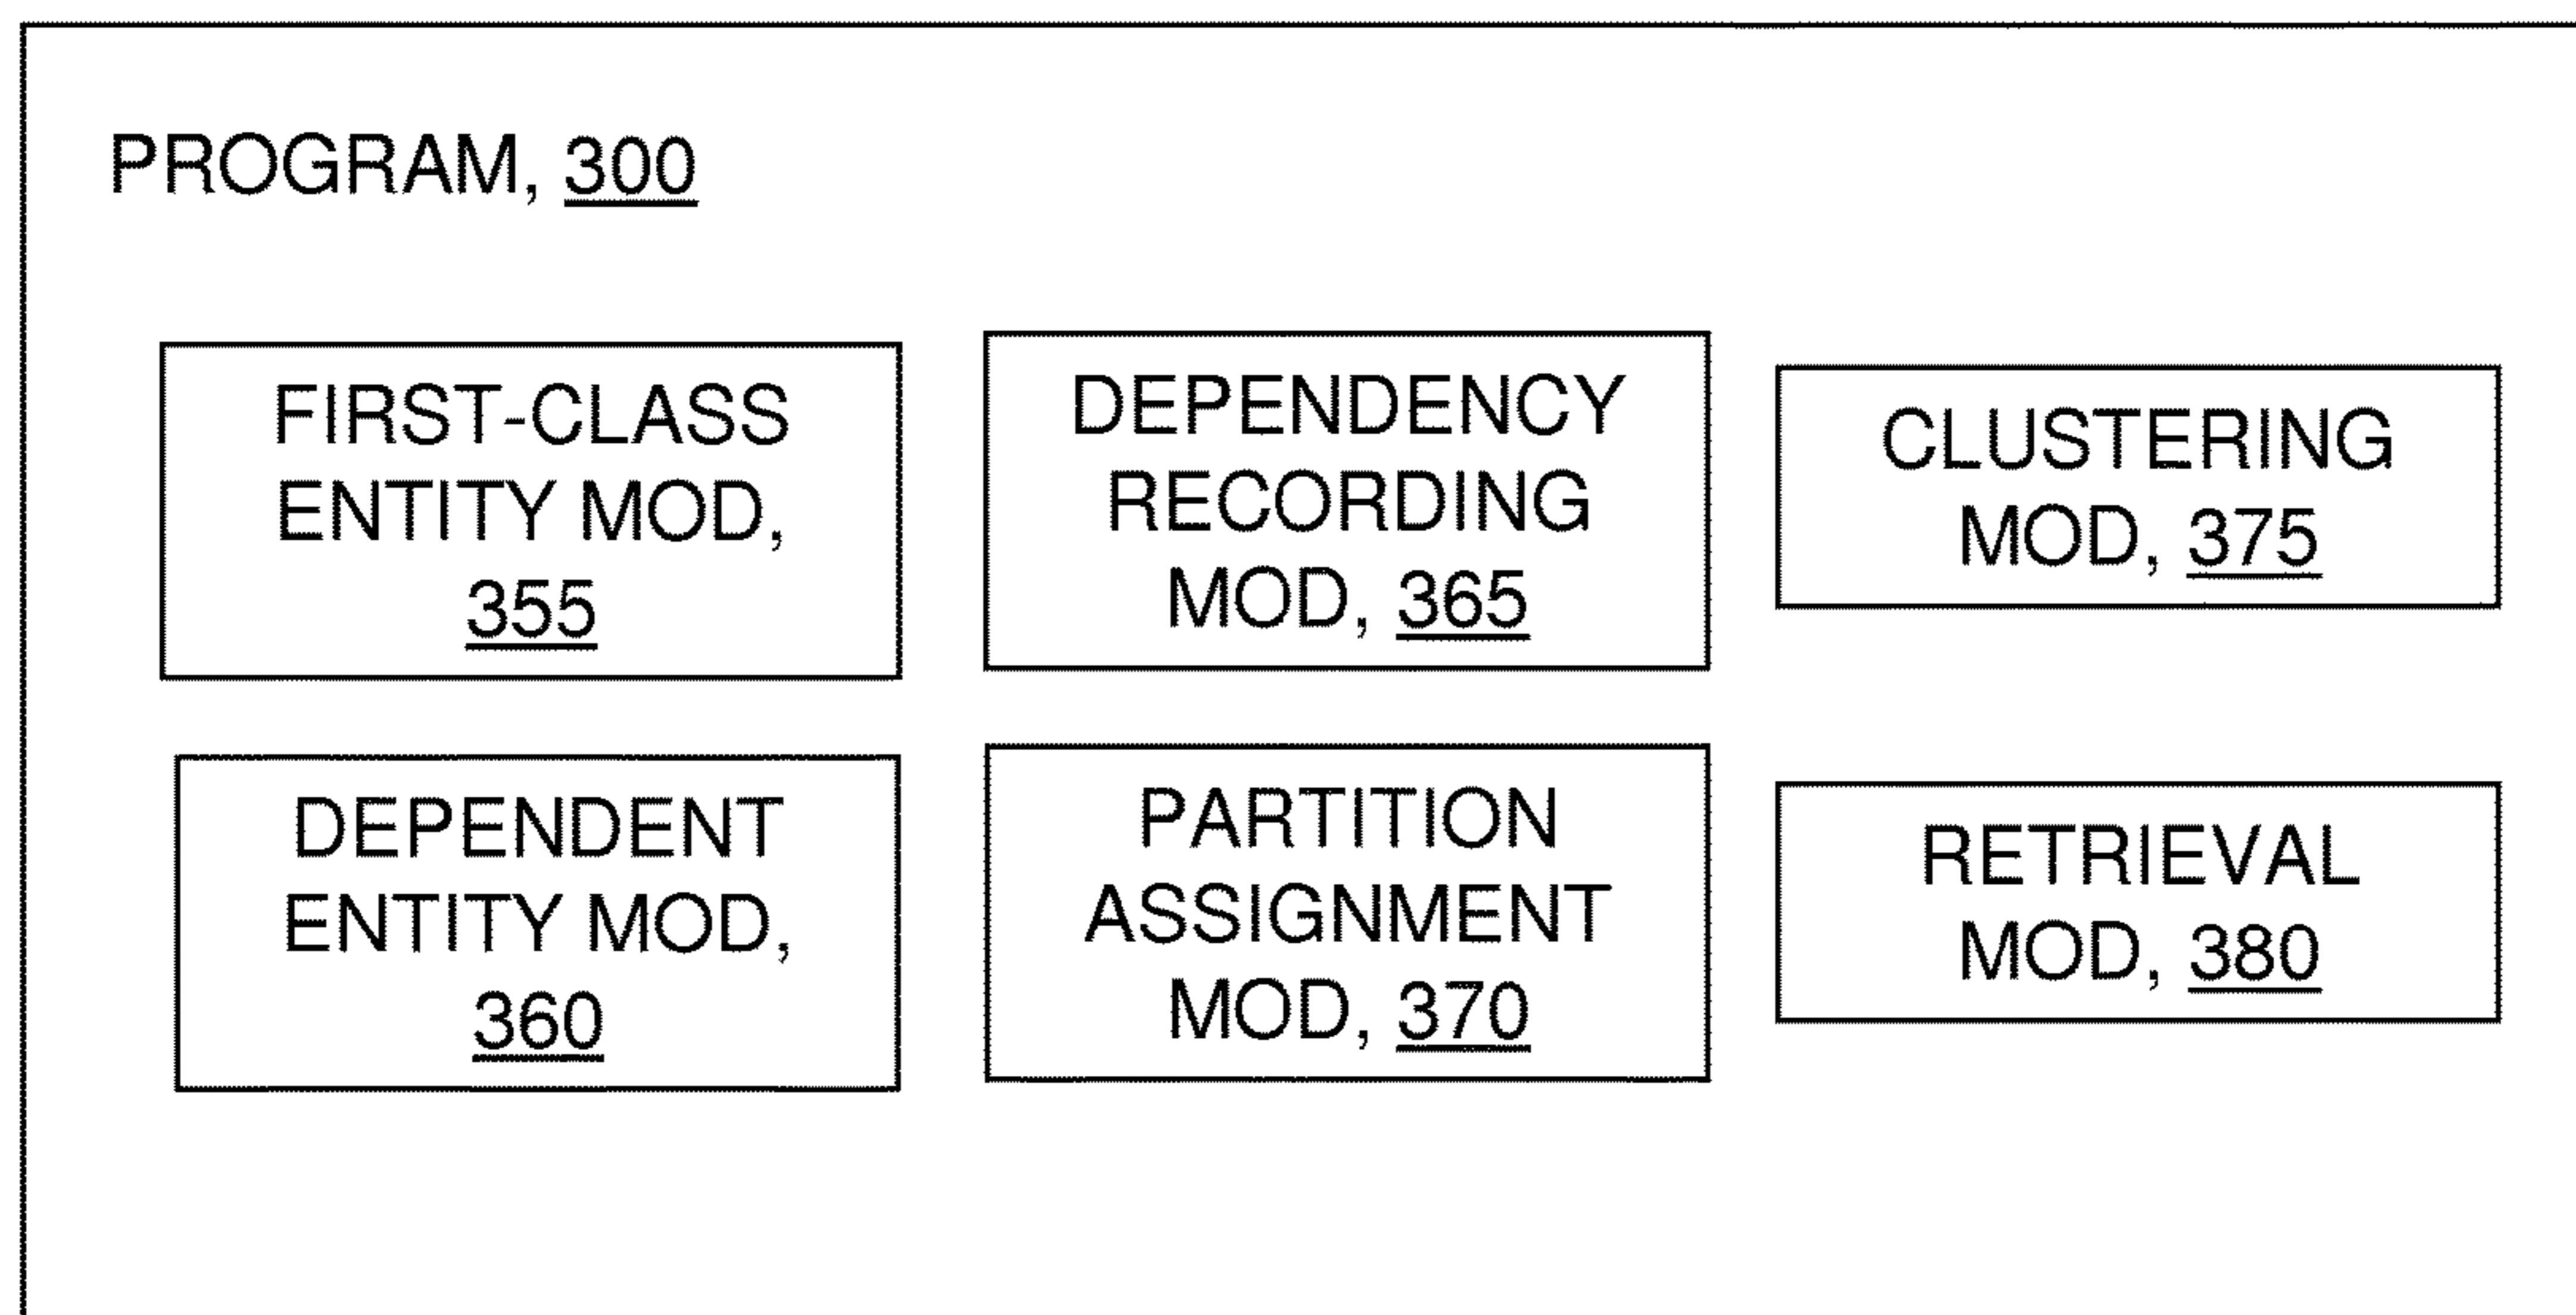 PROGRAM, 300
FIRST-CLASS
ENTITY MOD,
355
DEPENDENCY
RECORDING
MOD, 365
CLUSTERING
MOD, 375
DEPENDENT
ENTITY MOD,
360
PARTITION
ASSIGNMENT
MOD, 370
RETRIEVAL
MOD, 380